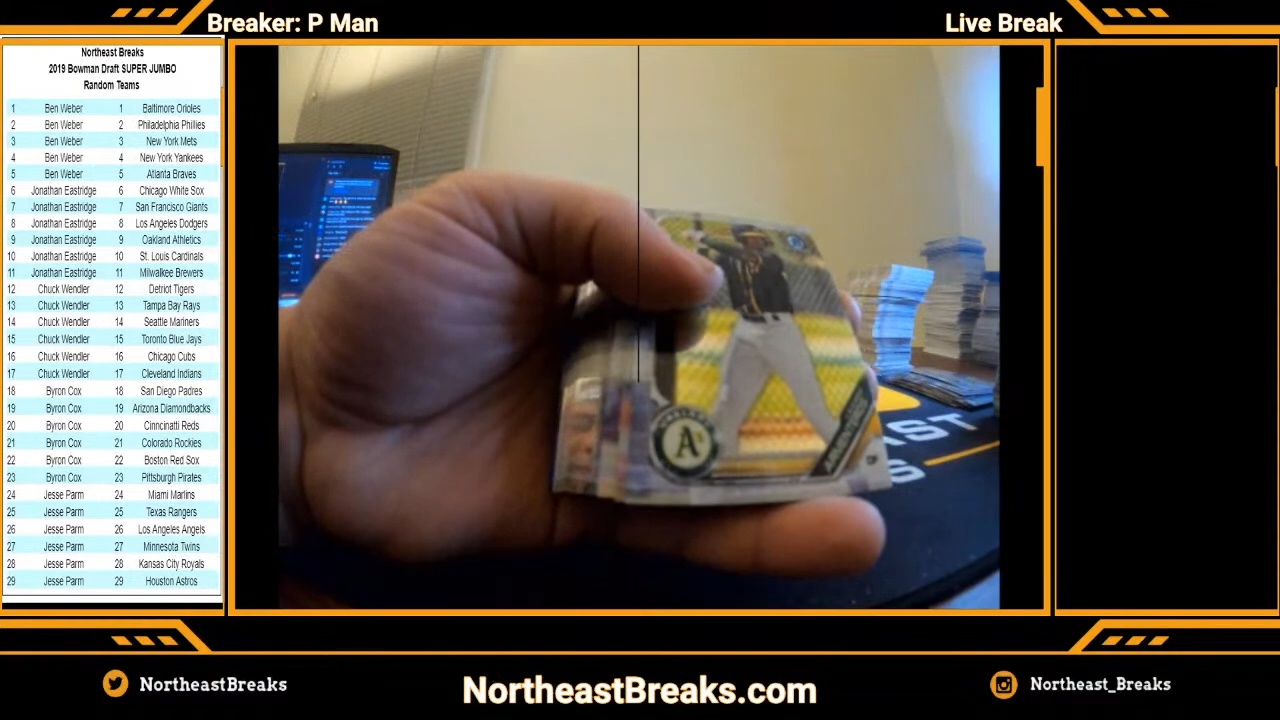 Breaker: P Man
Live Break
Northeast Breaks
2019 Bowman Draft SUPER JUMBO
Random Teams
1 Ben Weber 1 Baltimore Orioles
2 Ben Weber 2 Philadelphia Phillies
3 Ben Weber 3 New York Mets
4 Ben Weber 4 New York Yankees
5 Ben Weber 5 Atlanta Braves
6 Jonathan Eastridge 6 Chicago White Sox
7 Jonathan Eastridge 7 San Francisco Giants
8 Jonathan Eastridge 8 Los Angeles Dodgers
9 Jonathan Eastridge 9 Oakland Athletics
10 Jonathan Eastridge 10 St. Louis Cardinals
11 Jonathan Eastridge 11 Milwalkee Brewers
12 Chuck Wendler 12 Detriot Tigers
13 Chuck Wendler 13 Tampa Bay Rays
14 Chuck Wendler 14 Seattle Mariners
15 Chuck Wendler 15 Toronto Blue Jays
16 Chuck Wendler 16 Chicago Cubs
17 Chuck Wendler 17 Cleveland Indians
18 Byron Cox 18 San Diego Padres
19 Byron Cox 19 Arizona Diamondbacks
20 Byron Cox 20 Cinncinatti Reds
21 Byron Cox 21 Colorado Rockies
22 Byron Cox 22 Boston Red Sox
23 Byron Cox 23 Pittsburgh Pirates
24 Jesse Parm 24 Miami Marlins
25 Jesse Parm 25 Texas Rangers
26 Jesse Parm 26 Los Angeles Angels
27 Jesse Parm 27 Minnesota Twins
28 Jesse Parm 28 Kansas City Royals
29 Jesse Parm 29 Houston Astros
A's
NortheastBreaks
NortheastBreaks.com
Northeast_Breaks